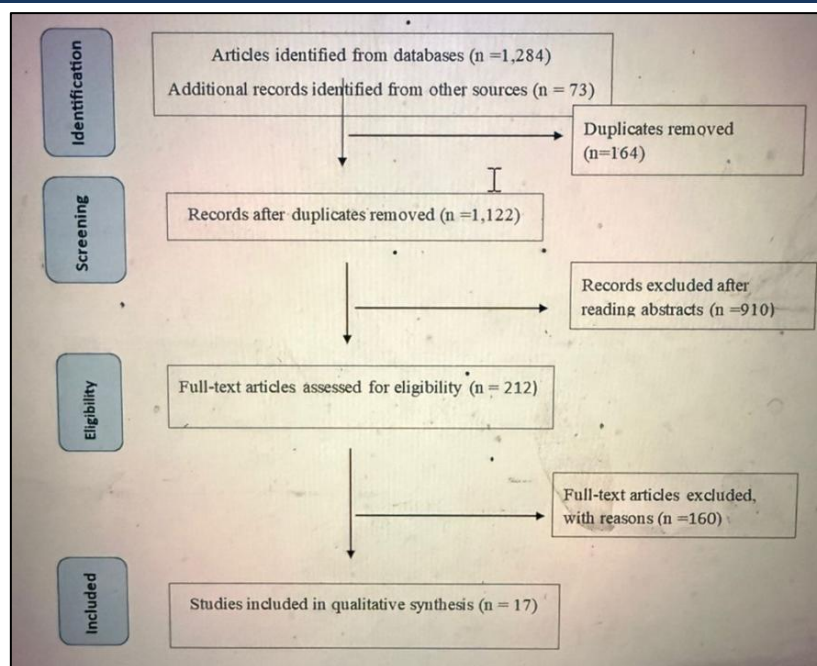 Identification
Articles identified from databases (n =1,284)
Additional records identified from other sources (n = 73)
Duplicates removed
(n=164)
Screening
Records after duplicates removed (n =1,122)
Records excluded after
reading abstracts (n =910)
Eligibility
Full-text articles assessed for eligibility (n = 212)
Full-text articles excluded,
with reasons (n =160)
Included
Studies included in qualitative synthesis (n = 17)